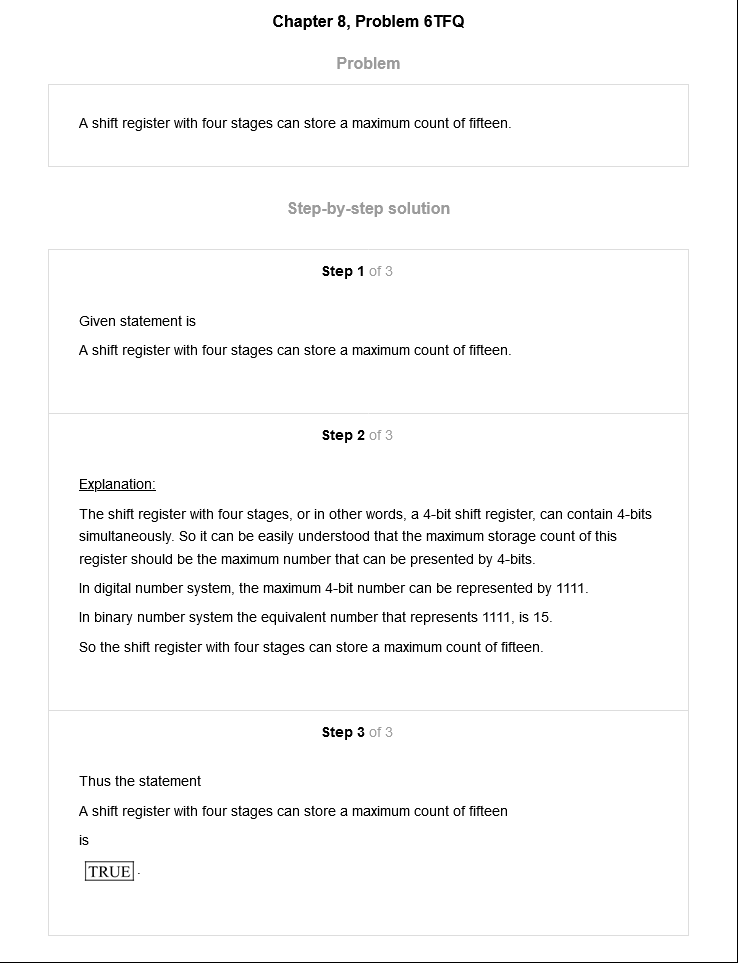 Chapter 8, Problem 6TFQ
Problem
A shift register with four stages can store a maximum count of fifteen.
Step-by-step solution
Step 1 of 3
Given statement is
A shift register with four stages can store a maximum count of fifteen.
Step 2 of 3
Explanation:
The shift register with four stages, or in other words, a 4-bit shift register, can contain 4-bits
simultaneously. So it can be easily understood that the maximum storage count of this
register should be the maximum number that can be presented by 4-bits.
In digital number system, the maximum 4-bit number can be represented by 1111.
In binary number system the equivalent number that represents 1111, is 15.
So the shift register with four stages can store a maximum count of fifteen.
Step 3 of 3
Thus the statement
A shift register with four stages can store a maximum count of fifteen
is
TRUE.